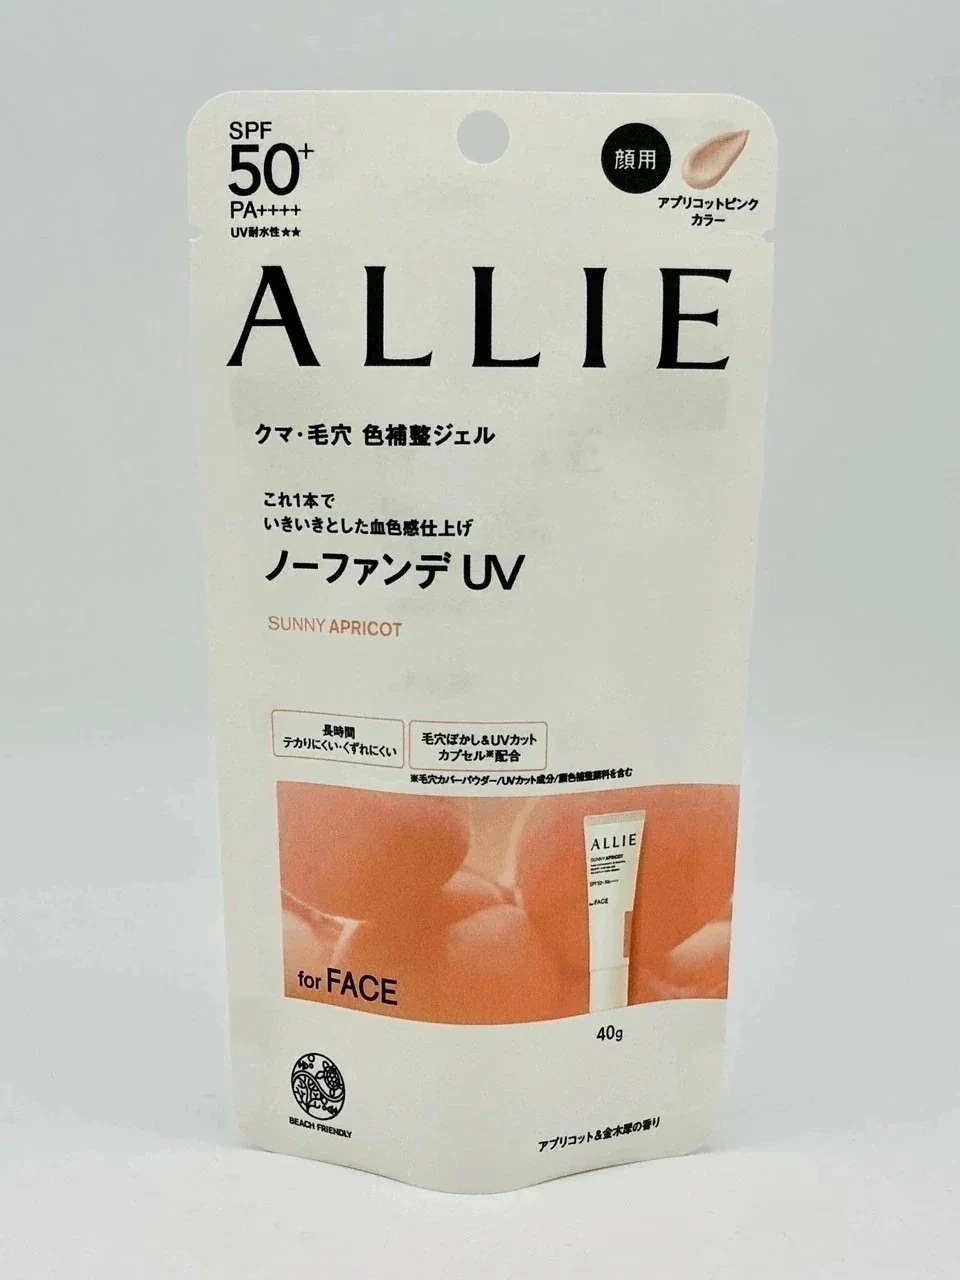 SPF
50+
PA++++
UV耐水性★★
顔用
アプリコットピンク
カラー
ALLIE
クマ・毛穴 色補整ジェル
これ1本で
いきいきとした血色感仕上げ
ノーファンデ UV
SUNNY APRICOT
長時間
テカりにくい・くずれにくい
毛穴ぼかし&UVカット
カプセル※配合
※毛穴カバーパウダー/UVカット成分/顔色補整顔料を含む
ALLIE
SUNNY APRICOT
SPF50+ PA++++
for FACE
for FACE
40g
BEACH FRIENDLY
アプリコット&金木犀の香り